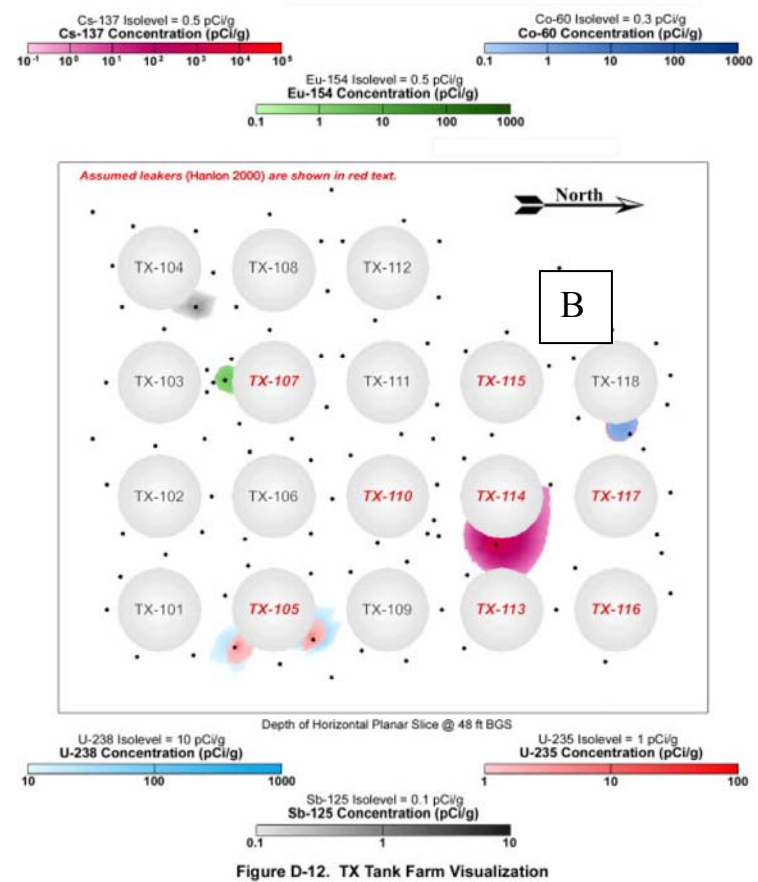 Cs-137 Isolevel = 0.5 pCi/g
Cs-137 Concentration (pCi/g)
10-1 100 101 102 103 104 105
Co-60 Isolevel = 0.3 pCi/g
Co-60 Concentration (pCi/g)
0.1 1 10 100 1000
Eu-154 Isolevel = 0.5 pCi/g
Eu-154 Concentration (pCi/g)
0.1 1 10 100 1000
Assumed leakers (Hanlon 2000) are shown in red text.
North
TX-104 TX-108 TX-112
B
TX-103 TX-107 TX-111 TX-115 TX-118
TX-102 TX-106 TX-110 TX-114 TX-117
TX-101 TX-105 TX-109 TX-113 TX-116
Depth of Horizontal Planar Slice @ 48 ft BGS
U-238 Isolevel = 10 pCi/g
U-238 Concentration (pCi/g)
10 100 1000
U-235 Isolevel = 1 pCi/g
U-235 Concentration (pCi/g)
1 10 100
Sb-125 Isolevel = 0.1 pCi/g
Sb-125 Concentration (pCi/g)
0.1 1 10
Figure D-12. TX Tank Farm Visualization